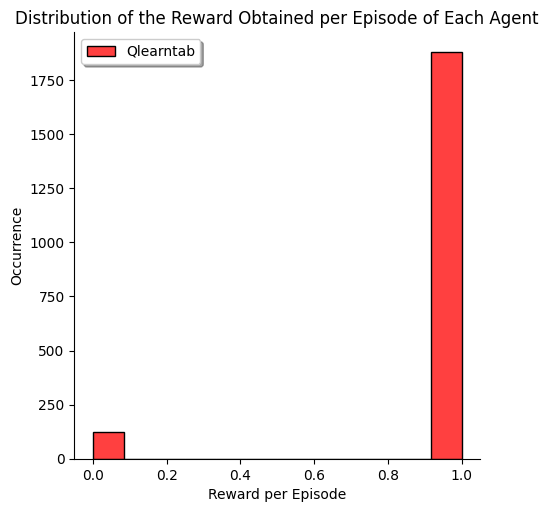 Distribution of the Reward Obtained per Episode of Each Agent
Qlearntab
1750
1500
1250
1000
750
500
250
0
Occurrence
0.0 0.2 0.4 0.6 0.8 1.0
Reward per Episode